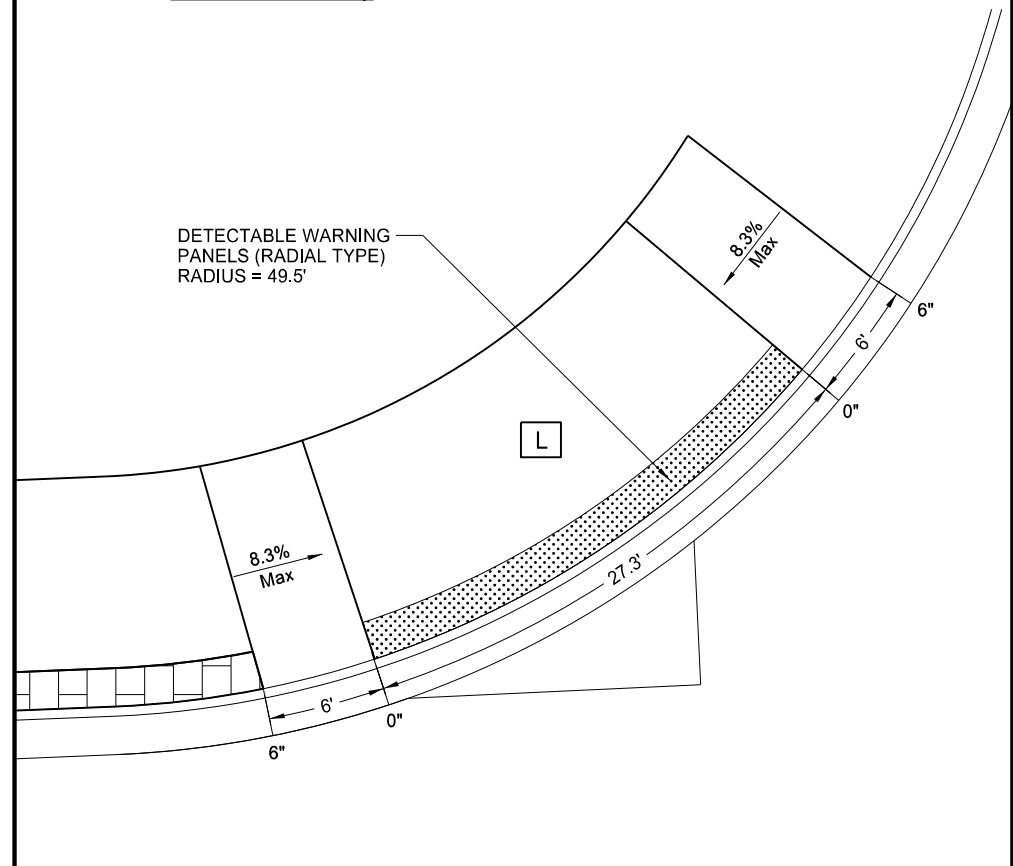 DETECTABLE WARNING
PANELS (RADIAL TYPE)
RADIUS = 49.5'
8.3%
Max
6"
6'
0"
L
8.3%
Max
27.3'
6'
0"
6"